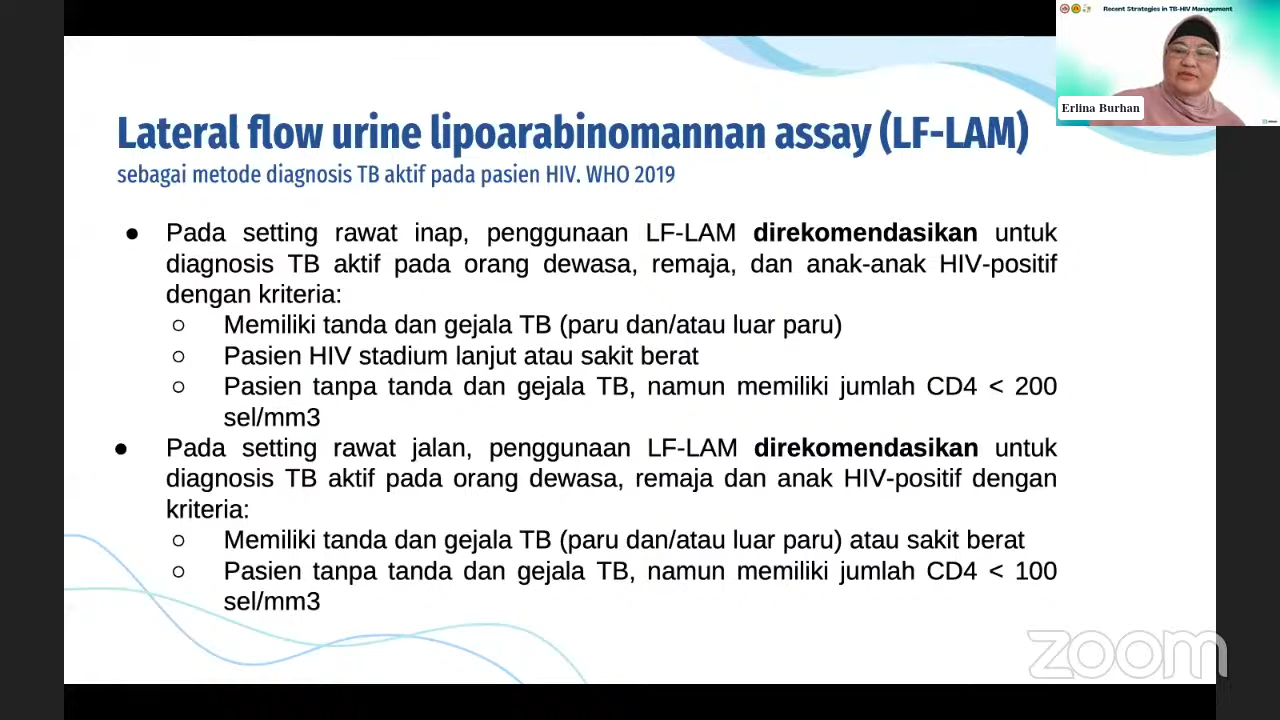 Recent Strategies in TB-HIV Management
Erlina Burhan
Lateral flow urine lipoarabinomannan assay (LF-LAM)
sebagai metode diagnosis TB aktif pada pasien HIV. WHO 2019
● Pada setting rawat inap, penggunaan LF-LAM direkomendasikan untuk
diagnosis TB aktif pada orang dewasa, remaja, dan anak-anak HIV-positif
dengan kriteria:
○ Memiliki tanda dan gejala TB (paru dan/atau luar paru)
○ Pasien HIV stadium lanjut atau sakit berat
○ Pasien tanpa tanda dan gejala TB, namun memiliki jumlah CD4 < 200
sel/mm3
● Pada setting rawat jalan, penggunaan LF-LAM direkomendasikan untuk
diagnosis TB aktif pada orang dewasa, remaja dan anak HIV-positif dengan
kriteria:
○ Memiliki tanda dan gejala TB (paru dan/atau luar paru) atau sakit berat
○ Pasien tanpa tanda dan gejala TB, namun memiliki jumlah CD4 < 100
sel/mm3
zoom